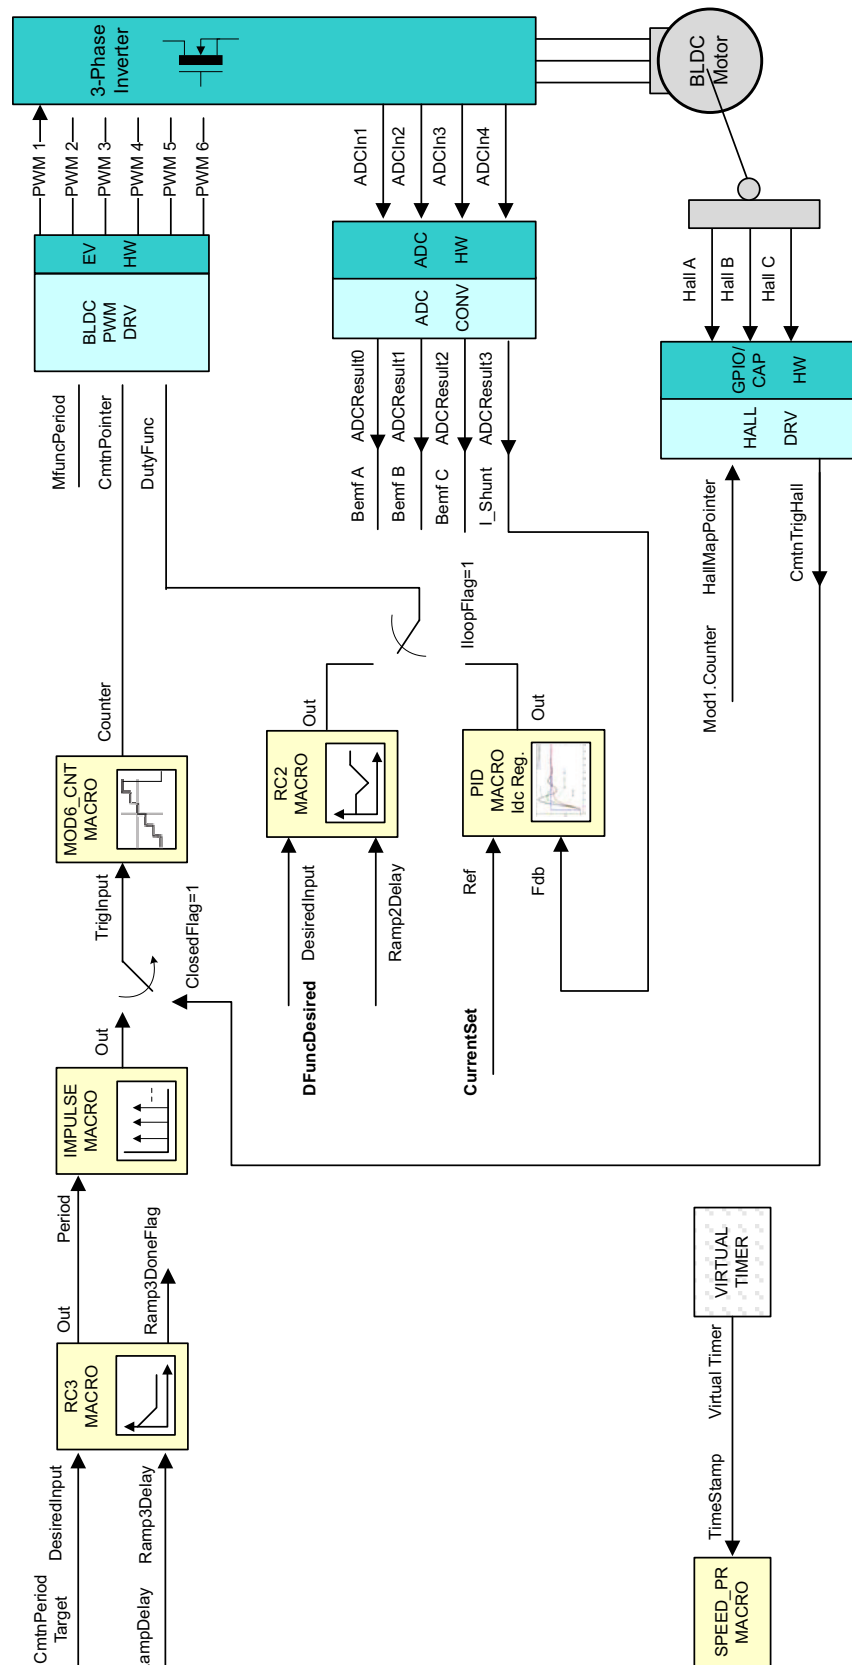 CmtnPeriod
Target
DesiredInput
RC3
MACRO
Out
Period
IMPULSE
MACRO
Out
TrigInput
MOD6_CNT
MACRO
Counter
MfuncPeriod
CmtnPointer
DutyFunc
BLDC
PWM
DRV
EV
HW
PWM 1
PWM 2
PWM 3
PWM 4
PWM 5
PWM 6
3-Phase
Inverter
Ramp3Delay
Ramp3DoneFlag
ClosedFlag=1
DFuncDesired
DesiredInput
Ramp2Delay
RC2
MACRO
Out
IloopFlag=1
CurrentSet
Ref
Fdb
PID
MACRO
Idc Reg.
Out
Bemf A
Bemf B
Bemf C
I_Shunt
ADCResult0
ADCResult1
ADCResult2
ADCResult3
ADC
CONV
ADC
HW
ADCIn1
ADCIn2
ADCIn3
ADCIn4
BLDC
Motor
SPEED_PR
MACRO
TimeStamp
Virtual Timer
VIRTUAL
TIMER
Mod1.Counter
HallMapPointer
CmtnTrigHall
HALL
DRV
GPIO/
CAP
HW
Hall A
Hall B
Hall C